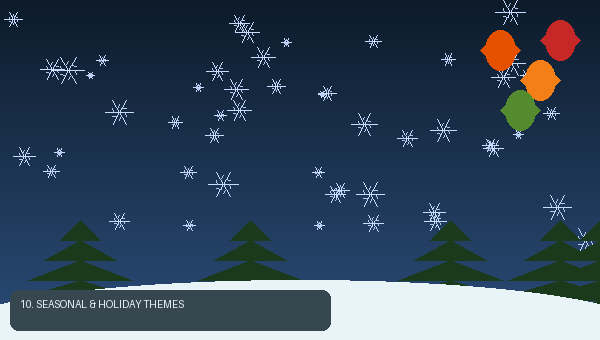 10. SEASONAL & HOLIDAY THEMES